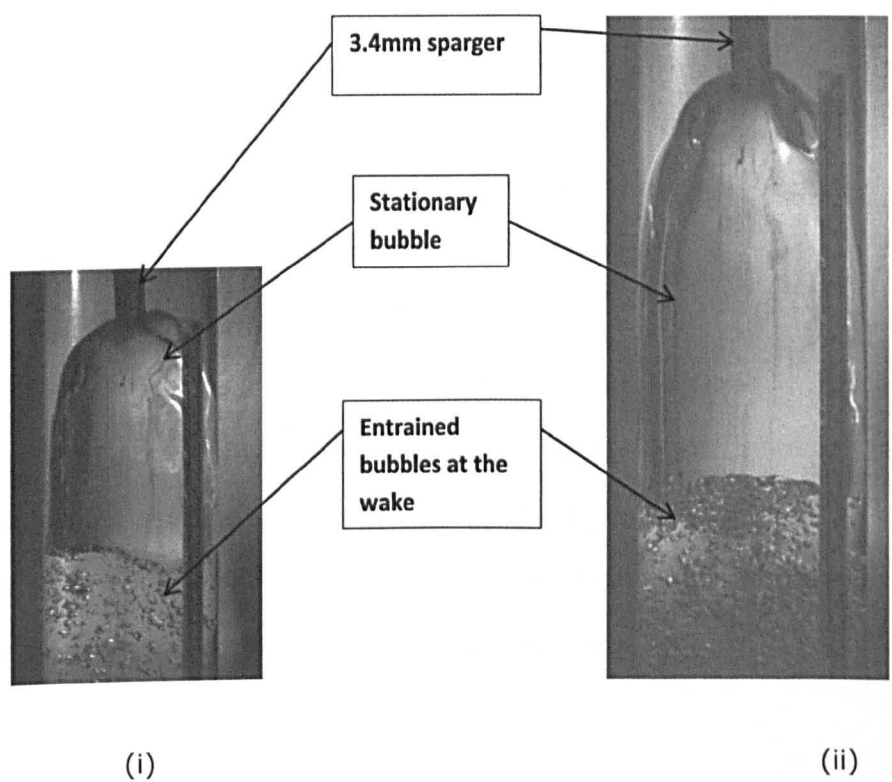 3.4mm sparger
Stationary
bubble
Entrained
bubbles at the
wake
(i)
(ii)